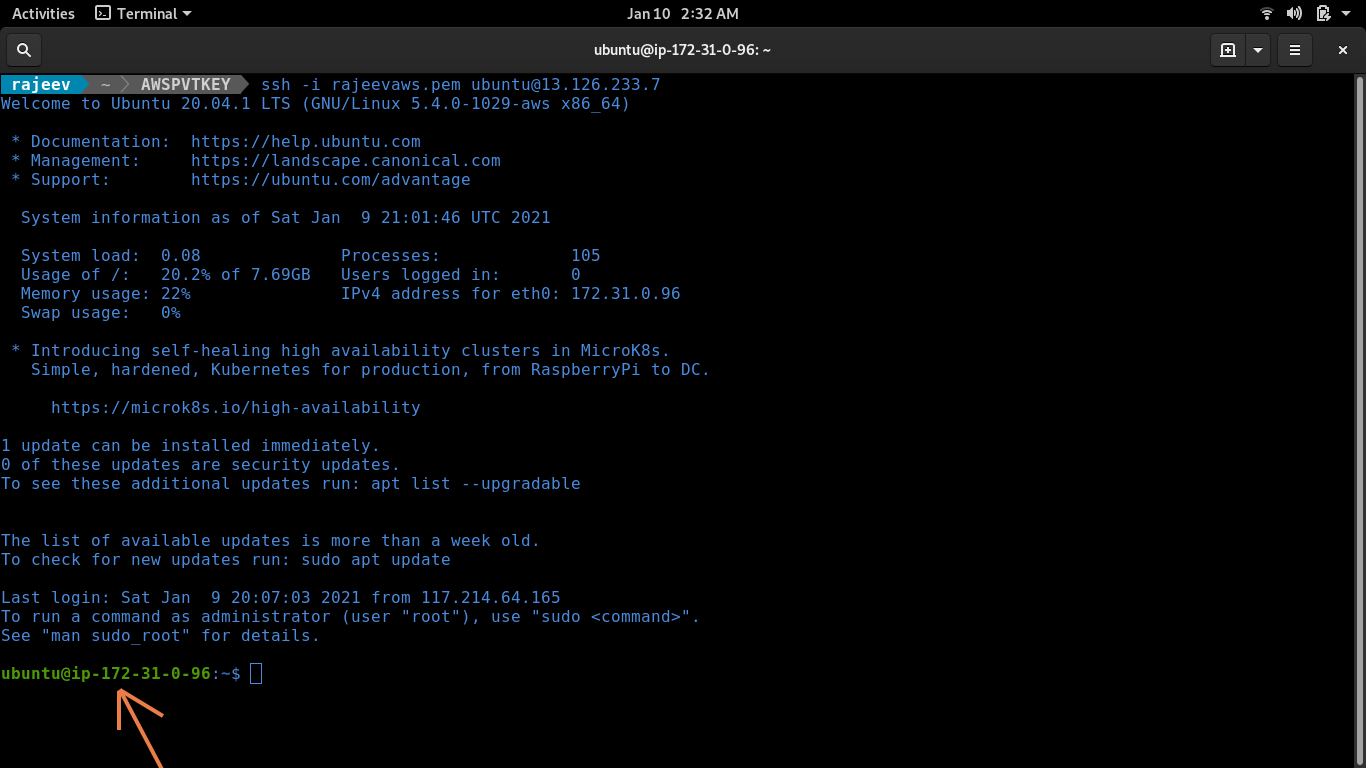 Activities Terminal Jan 10 2:32 AM
ubuntu@ip-172-31-0-96: ~
rajeev ~ AWSPVTKEY ssh -i rajeevaws.pem ubuntu@13.126.233.7
Welcome to Ubuntu 20.04.1 LTS (GNU/Linux 5.4.0-1029-aws x86_64)
* Documentation: https://help.ubuntu.com
* Management: https://landscape.canonical.com
* Support: https://ubuntu.com/advantage
System information as of Sat Jan 9 21:01:46 UTC 2021
System load: 0.08 Processes: 105
Usage of /: 20.2% of 7.69GB Users logged in: 0
Memory usage: 22% IPv4 address for eth0: 172.31.0.96
Swap usage: 0%
* Introducing self-healing high availability clusters in MicroK8s.
Simple, hardened, Kubernetes for production, from RaspberryPi to DC.
https://microk8s.io/high-availability
1 update can be installed immediately.
0 of these updates are security updates.
To see these additional updates run: apt list --upgradable
The list of available updates is more than a week old.
To check for new updates run: sudo apt update
Last login: Sat Jan 9 20:07:03 2021 from 117.214.64.165
To run a command as administrator (user "root"), use "sudo <command>".
See "man sudo_root" for details.
ubuntu@ip-172-31-0-96:~$